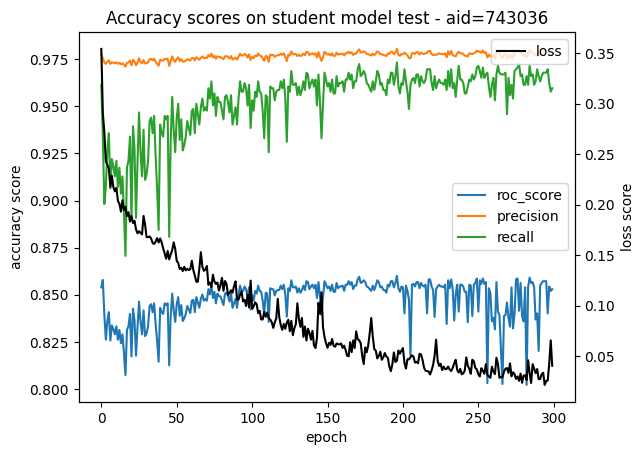 Accuracy scores on student model test - aid=743036
accuracy score
0.975
0.950
0.925
0.900
0.875
0.850
0.825
0.800
loss
roc_score
precision
recall
0.35
0.30
0.25
0.20
0.15
0.10
0.05
loss score
0
50
100
150
200
250
300
epoch